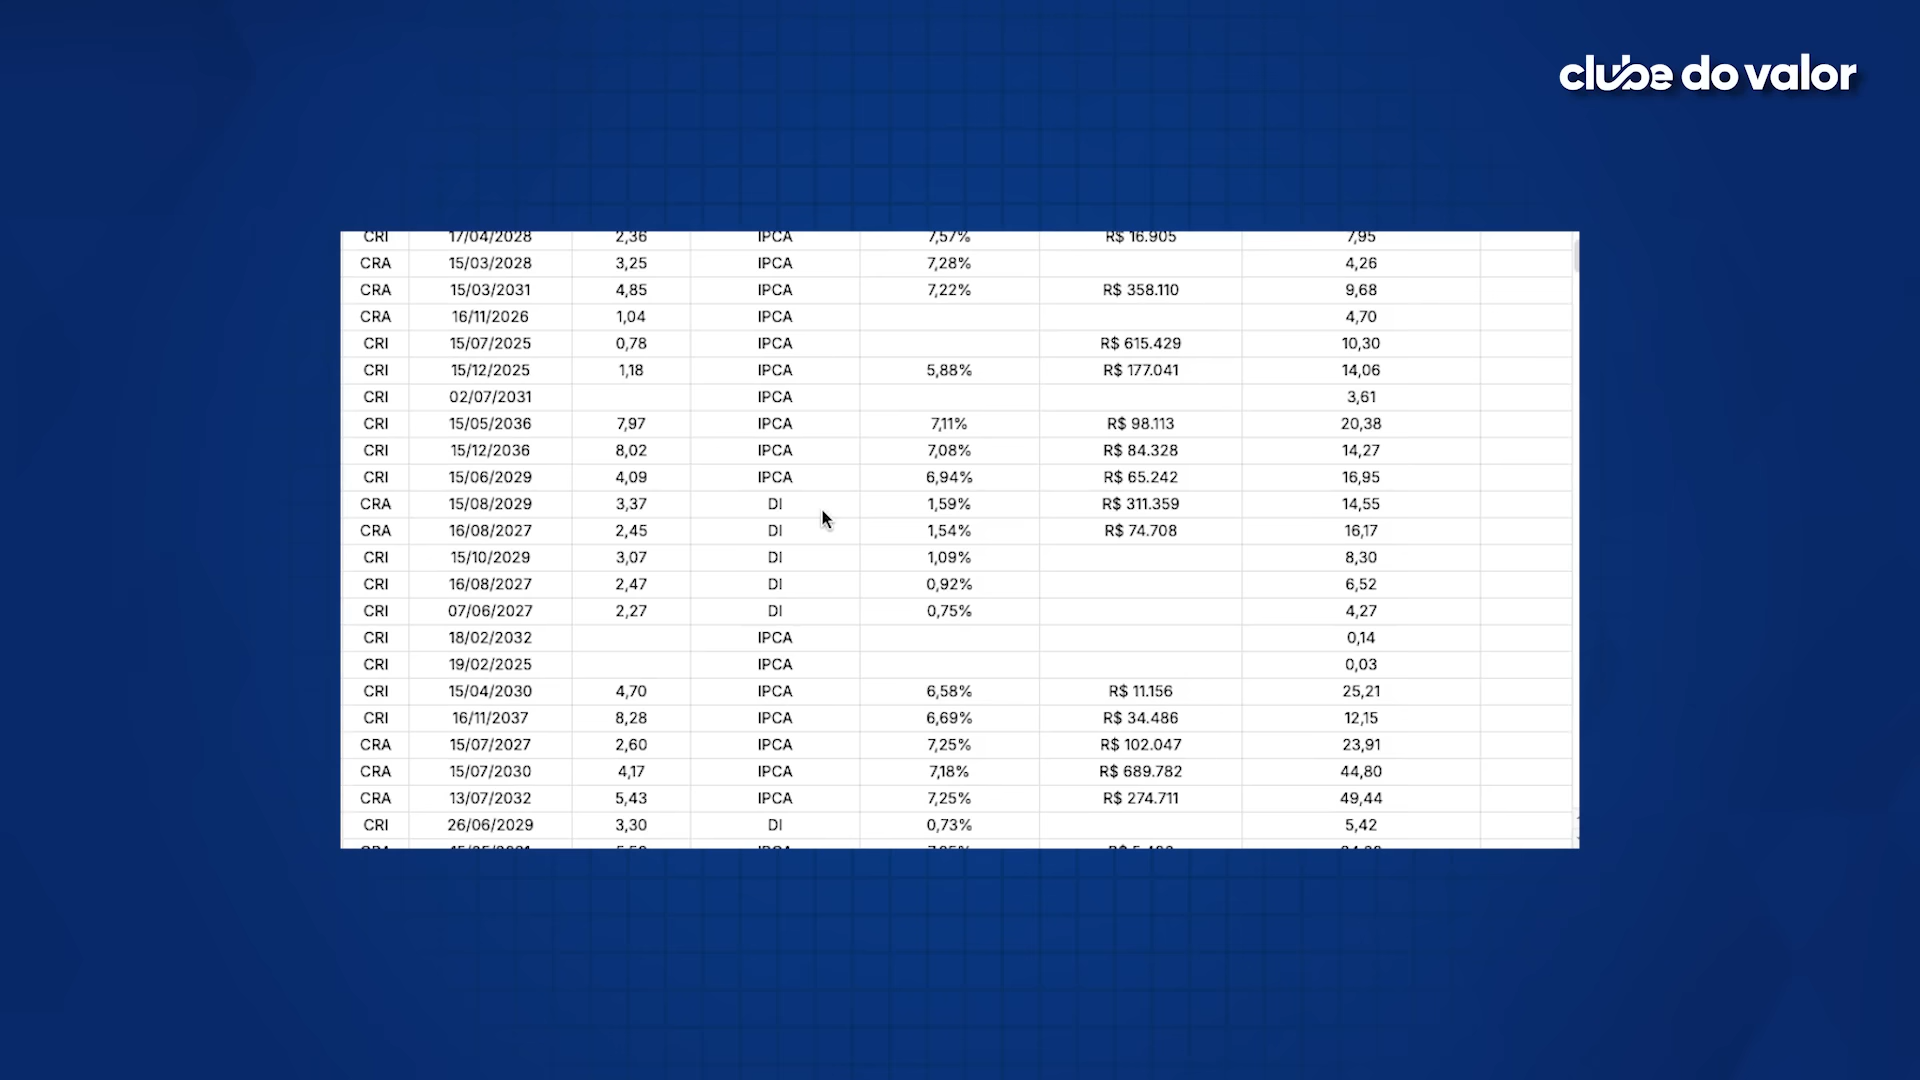 clube do valor
CRI 17/04/2028 2,36 IPCA 7,57% R$ 16.905 7,95
CRA 15/03/2028 3,25 IPCA 7,28% 4,26
CRA 15/03/2031 4,85 IPCA 7,22% R$ 358.110 9,68
CRA 16/11/2026 1,04 IPCA 4,70
CRI 15/07/2025 0,78 IPCA R$ 615.429 10,30
CRI 15/12/2025 1,18 IPCA 5,88% R$ 177.041 14,06
CRI 02/07/2031 IPCA 3,61
CRI 15/05/2036 7,97 IPCA 7,11% R$ 98.113 20,38
CRI 15/12/2036 8,02 IPCA 7,08% R$ 84.328 14,27
CRI 15/06/2029 4,09 IPCA 6,94% R$ 65.242 16,95
CRA 15/08/2029 3,37 DI 1,59% R$ 311.359 14,55
CRA 16/08/2027 2,45 DI 1,54% R$ 74.708 16,17
CRI 15/10/2029 3,07 DI 1,09% 8,30
CRI 16/08/2027 2,47 DI 0,92% 6,52
CRI 07/06/2027 2,27 DI 0,75% 4,27
CRI 18/02/2032 IPCA 0,14
CRI 19/02/2025 IPCA 0,03
CRI 15/04/2030 4,70 IPCA 6,58% R$ 11.156 25,21
CRI 16/11/2037 8,28 IPCA 6,69% R$ 34.486 12,15
CRA 15/07/2027 2,60 IPCA 7,25% R$ 102.047 23,91
CRA 15/07/2030 4,17 IPCA 7,18% R$ 689.782 44,80
CRA 13/07/2032 5,43 IPCA 7,25% R$ 274.711 49,44
CRI 26/06/2029 3,30 DI 0,73% 5,42